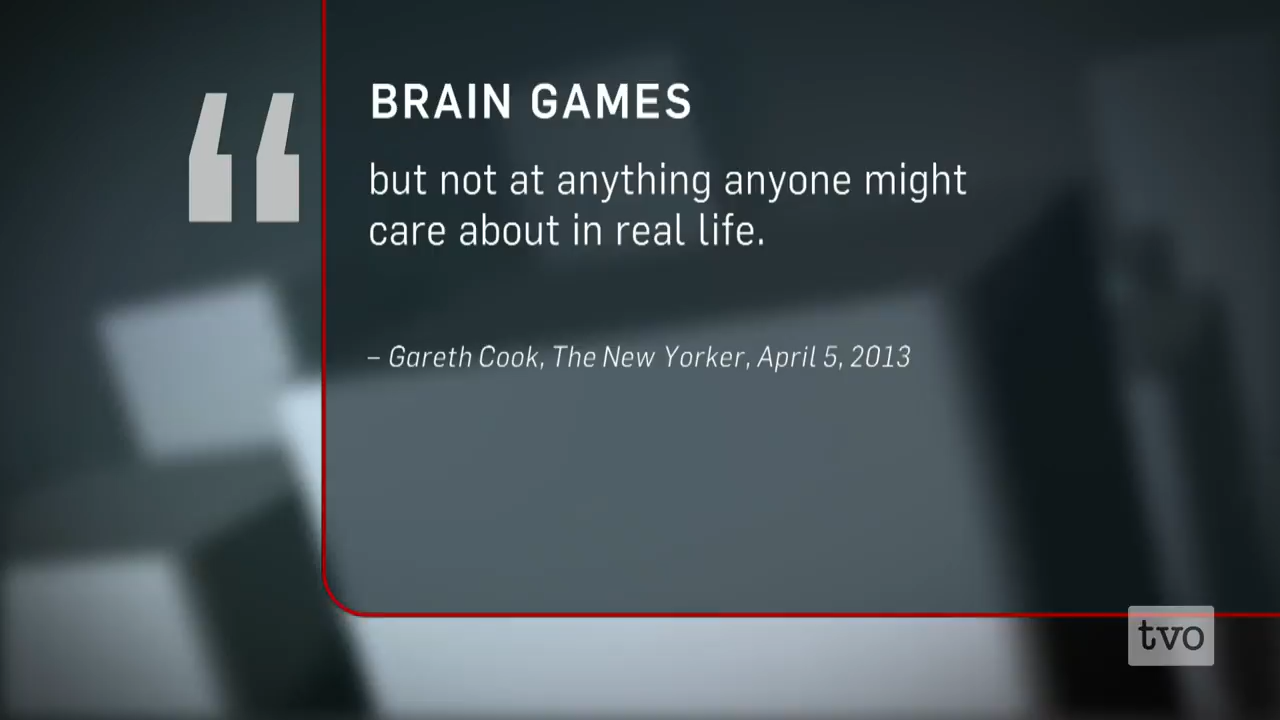 “
BRAIN GAMES
but not at anything anyone might
care about in real life.
– Gareth Cook, The New Yorker, April 5, 2013
tvo